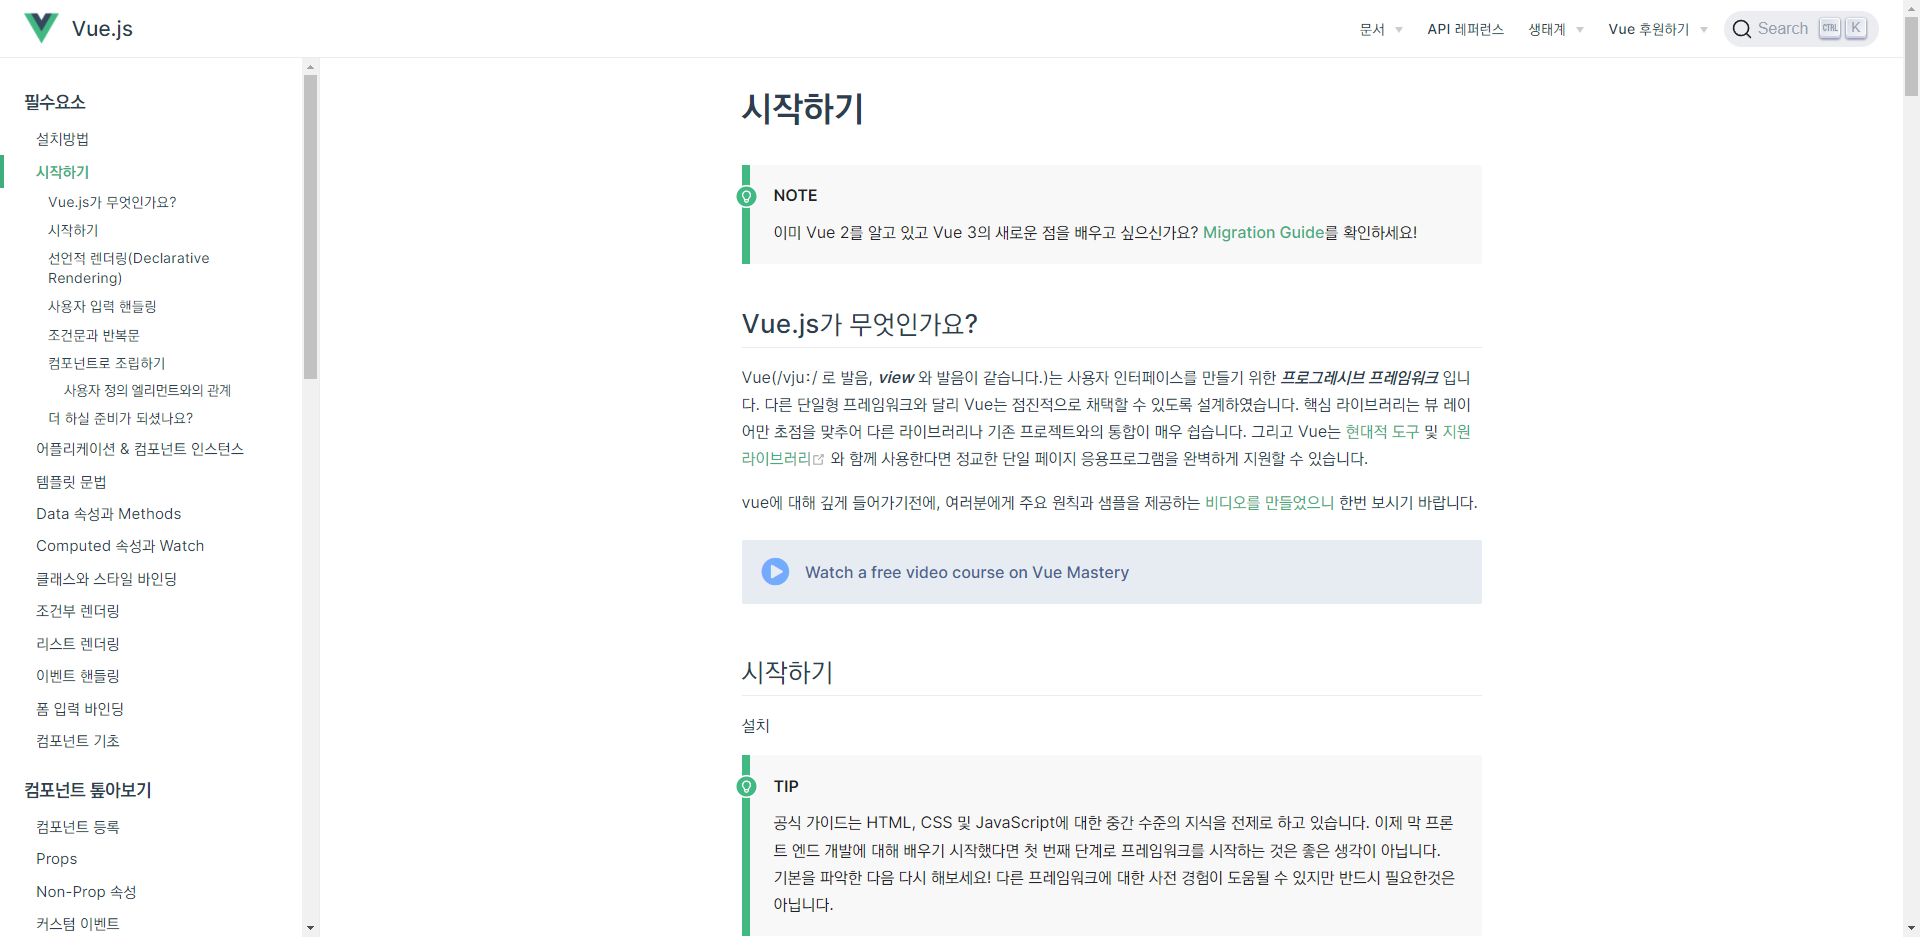 Vue.js
문서
API 레퍼런스
생태계
Vue 후원하기
Search
CTRL
K
필수요소
설치방법
시작하기
Vue.js가 무엇인가요?
시작하기
선언적 렌더링(Declarative
Rendering)
사용자 입력 핸들링
조건문과 반복문
컴포넌트로 조립하기
사용자 정의 엘리먼트와의 관계
더 하실 준비가 되셨나요?
어플리케이션 & 컴포넌트 인스턴스
템플릿 문법
Data 속성과 Methods
Computed 속성과 Watch
클래스와 스타일 바인딩
조건부 렌더링
리스트 렌더링
이벤트 핸들링
폼 입력 바인딩
컴포넌트 기초
컴포넌트 톺아보기
컴포넌트 등록
Props
Non-Prop 속성
커스텀 이벤트
시작하기
NOTE
이미 Vue 2를 알고 있고 Vue 3의 새로운 점을 배우고 싶으신가요? Migration Guide를 확인하세요!
Vue.js가 무엇인가요?
Vue(/vjuː/ 로 발음, view 와 발음이 같습니다.)는 사용자 인터페이스를 만들기 위한 프로그레시브 프레임워크 입니
다. 다른 단일형 프레임워크와 달리 Vue는 점진적으로 채택할 수 있도록 설계하였습니다. 핵심 라이브러리는 뷰 레이
어만 초점을 맞추어 다른 라이브러리나 기존 프로젝트와의 통합이 매우 쉽습니다. 그리고 Vue는 현대적 도구 및 지원
라이브러리 와 함께 사용한다면 정교한 단일 페이지 응용프로그램을 완벽하게 지원할 수 있습니다.
vue에 대해 깊게 들어가기전에, 여러분에게 주요 원칙과 샘플을 제공하는 비디오를 만들었으니 한번 보시기 바랍니다.
Watch a free video course on Vue Mastery
시작하기
설치
TIP
공식 가이드는 HTML, CSS 및 JavaScript에 대한 중간 수준의 지식을 전제로 하고 있습니다. 이제 막 프론
트 엔드 개발에 대해 배우기 시작했다면 첫 번째 단계로 프레임워크를 시작하는 것은 좋은 생각이 아닙니다.
기본을 파악한 다음 다시 해보세요! 다른 프레임워크에 대한 사전 경험이 도움될 수 있지만 반드시 필요한것은
아닙니다.